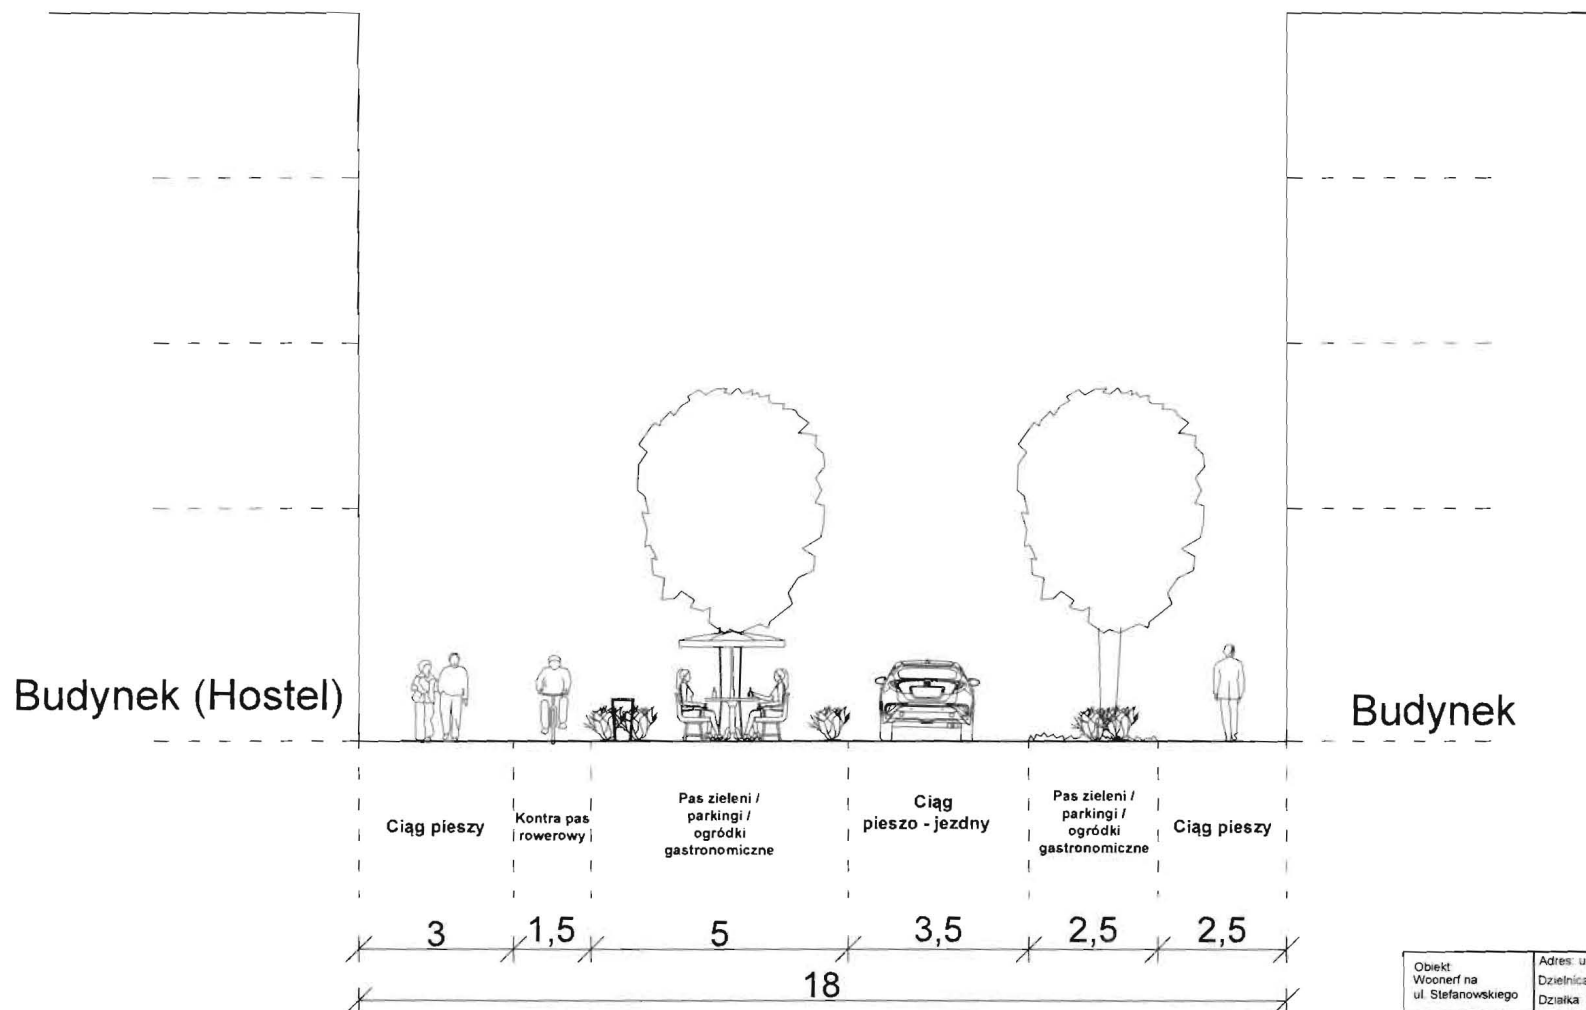 Budynek (Hostel)
Budynek
Ciąg pieszy
Kontra pas
rowerowy
Pas zieleni /
parkingi /
ogródki
gastronomiczne
Ciąg
pieszo - jezdny
Pas zieleni /
parkingi /
ogródki
gastronomiczne
Ciąg pieszy
3
1,5
5
3,5
2,5
2,5
18
Obiekt
Woonerf na
ul. Stefanowskiego
Adres: u
Dzielnica
Działka